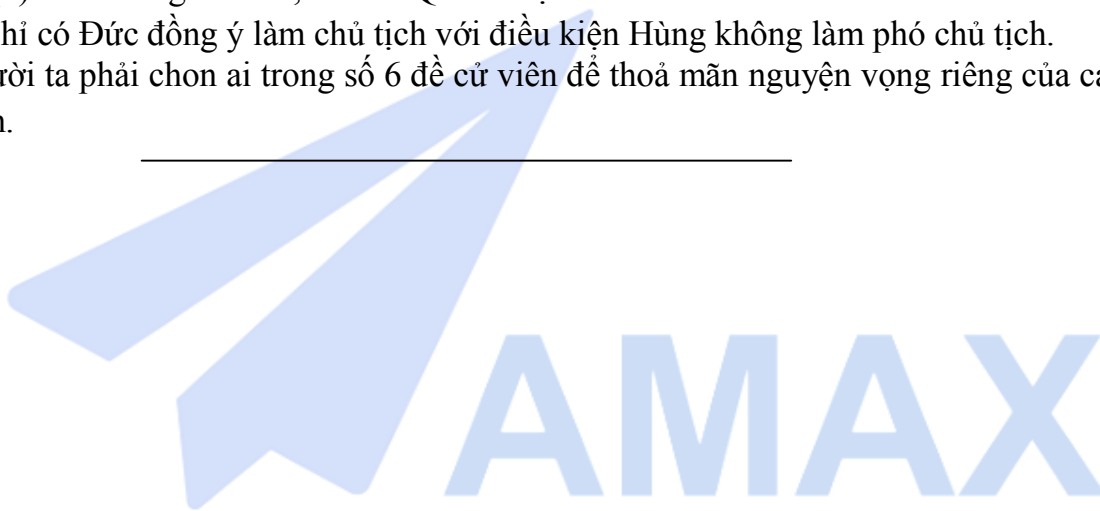 hỉ có Đức đồng ý làm chủ tịch với điều kiện Hùng không làm phó chủ tịch.
ười ta phải chon ai trong số 6 đề cử viên để thoả mãn nguyện vọng riêng của cá
AMAX